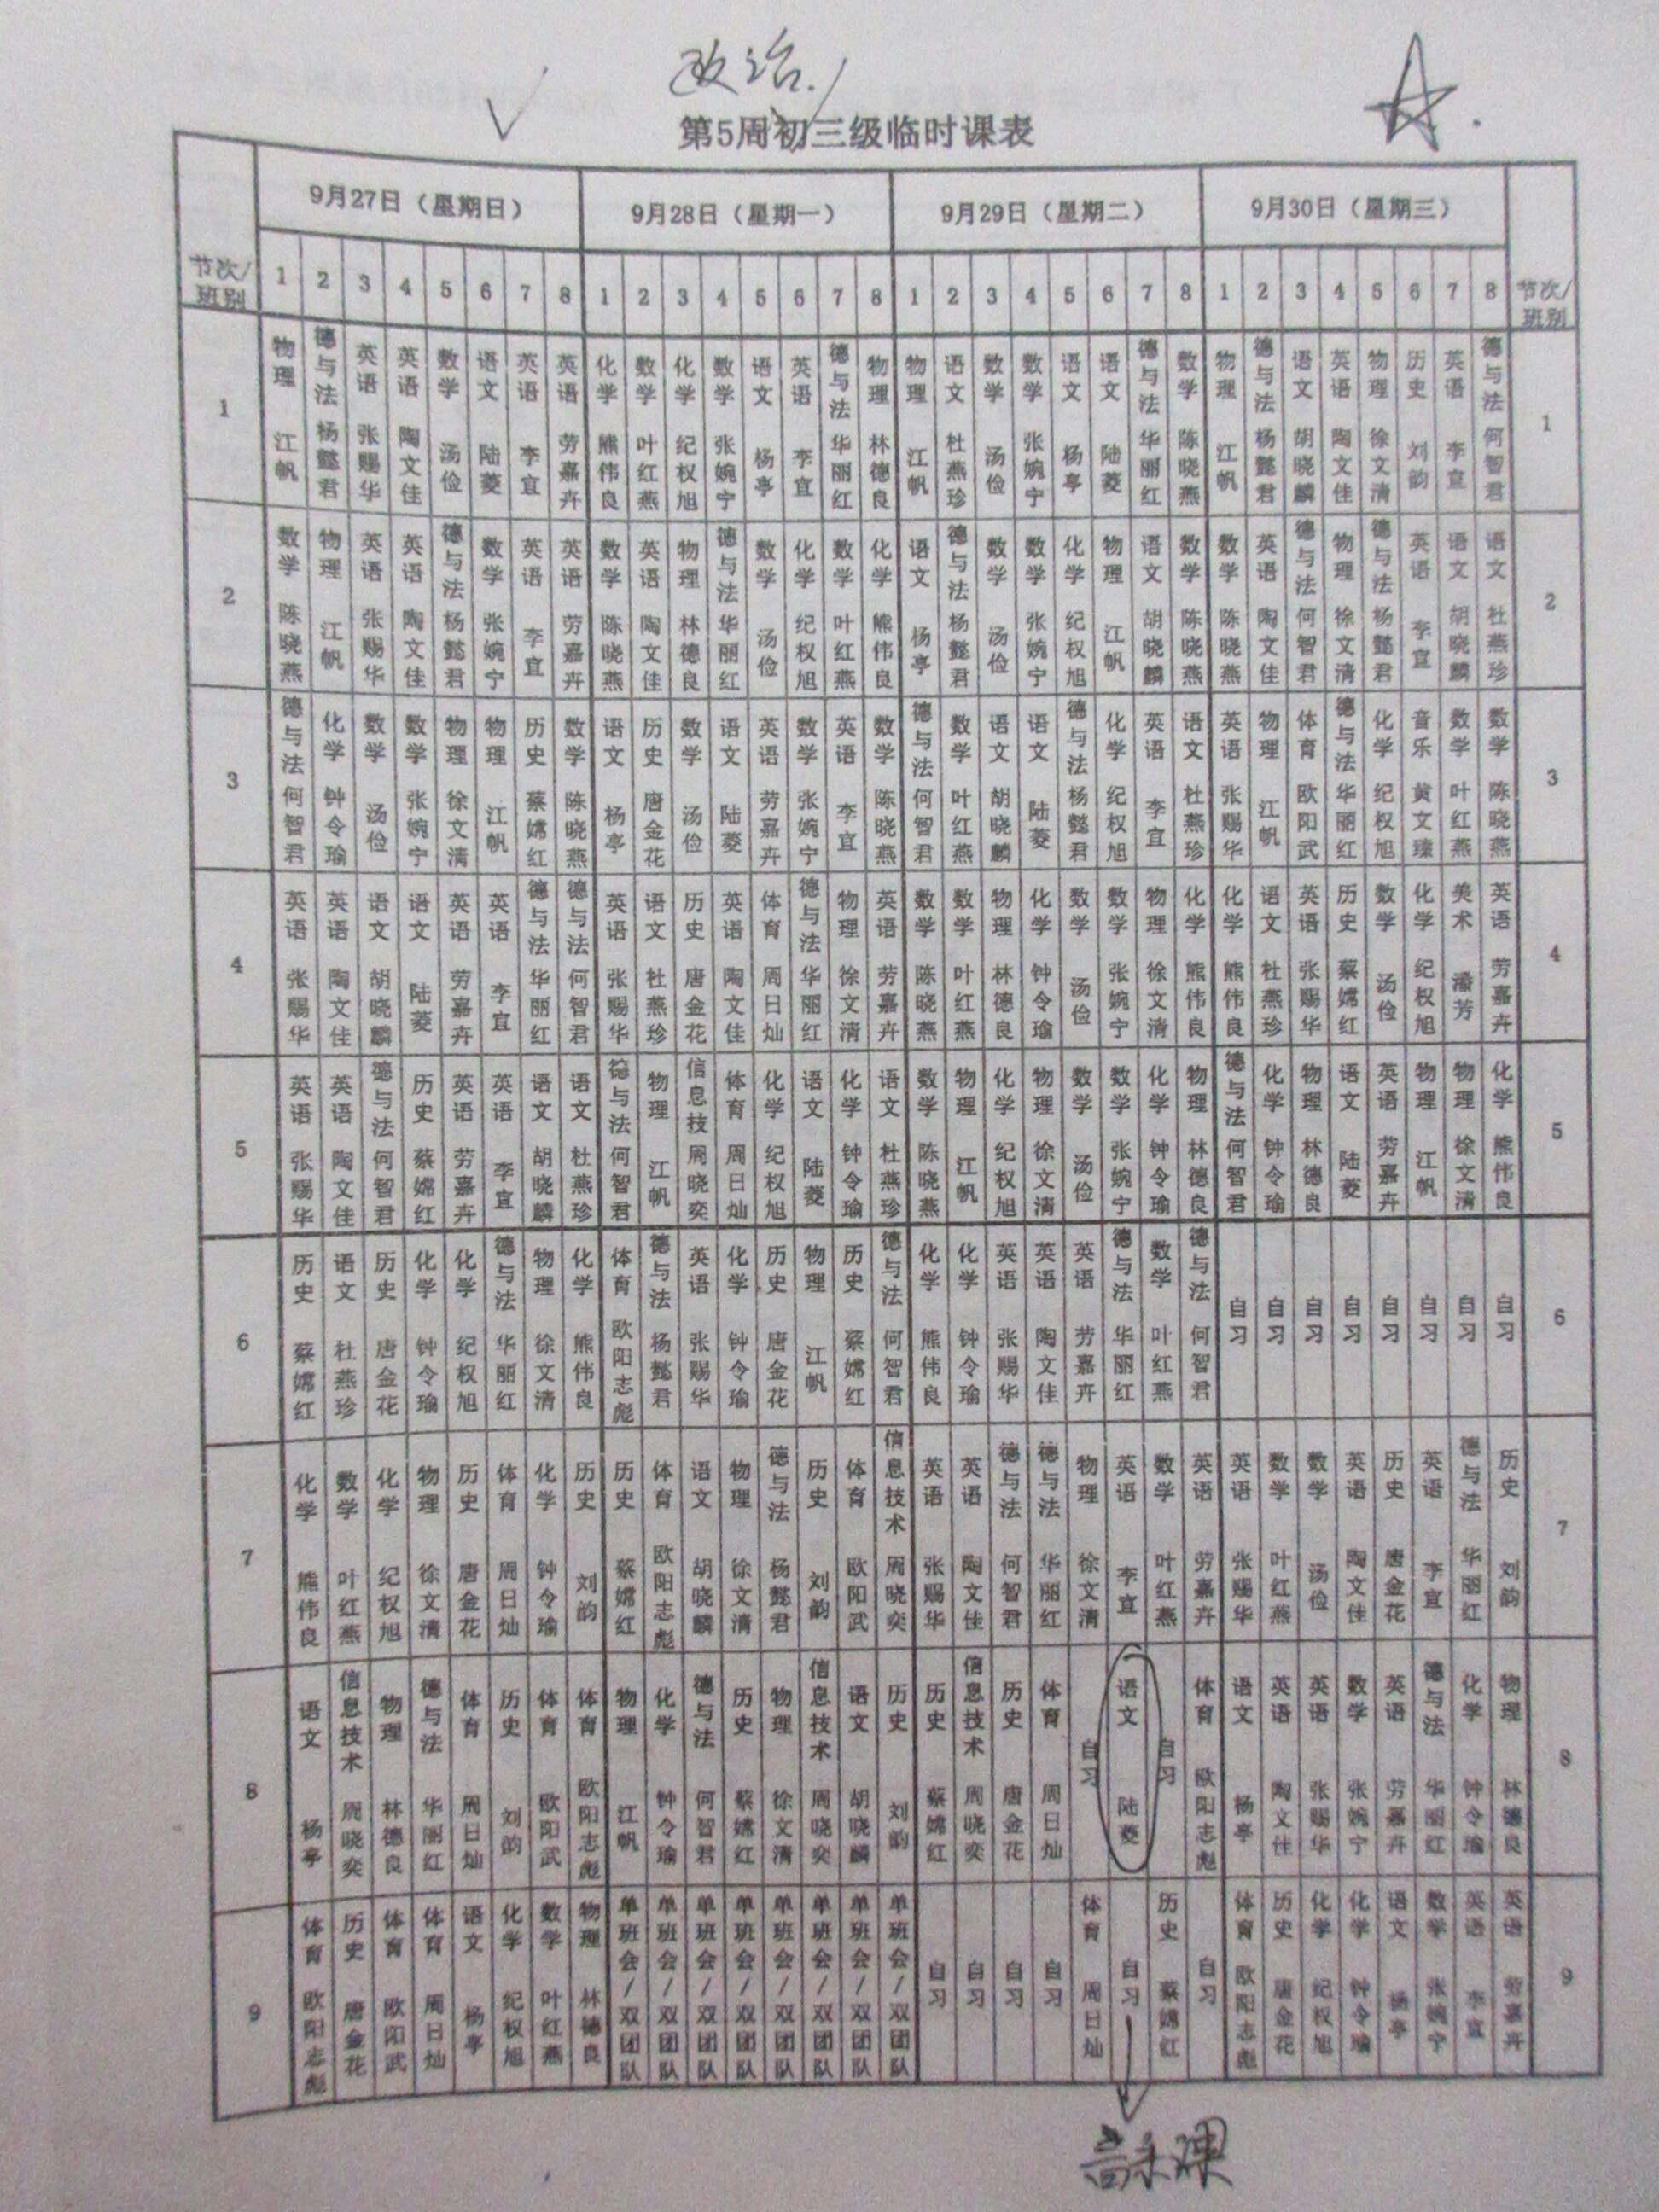 政治.
第5周初三级临时课表
节次/班别 9月27日（星期日） 9月28日（星期一） 9月29日（星期二） 9月30日（星期三） 节次/班别
1 2 3 4 5 6 7 8 1 2 3 4 5 6 7 8 1 2 3 4 5 6 7 8 1 2 3 4 5 6 7 8
1 物理 德与法 英语 英语 数学 语文 英语 英语 化学 数学 化学 数学 语文 英语 德与法 物理 物理 语文 数学 数学 语文 语文 德与法 数学 物理 德与法 语文 英语 物理 历史 英语 德与法 1
江帆 杨懿君 张赐华 陶文佳 汤俭 陆菱 李宜 劳嘉卉 熊伟良 叶红燕 纪权旭 张婉宁 杨亭 李宜 华丽红 林德良 江帆 杜燕珍 汤俭 张婉宁 杨亭 陆菱 华丽红 陈晓燕 江帆 杨懿君 胡晓麟 陶文佳 徐文清 刘韵 李宜 何智君
2 数学 物理 英语 英语 德与法 数学 英语 英语 数学 英语 物理 德与法 数学 化学 数学 化学 语文 德与法 数学 数学 化学 物理 语文 数学 数学 英语 德与法 物理 德与法 英语 语文 语文 2
陈晓燕 江帆 张赐华 陶文佳 杨懿君 张婉宁 李宜 劳嘉卉 陈晓燕 陶文佳 林德良 华丽红 汤俭 纪权旭 叶红燕 熊伟良 杨亭 杨懿君 汤俭 张婉宁 纪权旭 江帆 胡晓麟 陈晓燕 陈晓燕 陶文佳 何智君 徐文清 杨懿君 李宜 胡晓麟 杜燕珍
3 德与法 化学 数学 数学 物理 物理 历史 数学 语文 历史 数学 语文 英语 数学 英语 数学 德与法 数学 语文 语文 德与法 化学 英语 语文 英语 物理 体育 德与法 化学 音乐 数学 数学 3
何智君 钟令瑜 汤俭 张婉宁 徐文清 江帆 蔡嫦红 陈晓燕 杨亭 唐金花 汤俭 陆菱 劳嘉卉 张婉宁 李宜 陈晓燕 何智君 叶红燕 胡晓麟 陆菱 杨懿君 纪权旭 李宜 杜燕珍 张赐华 江帆 欧阳武 华丽红 纪权旭 黄文臻 叶红燕 陈晓燕
4 英语 英语 语文 语文 英语 英语 德与法 德与法 英语 语文 历史 英语 体育 德与法 物理 英语 数学 数学 物理 化学 数学 数学 物理 化学 化学 语文 英语 历史 数学 化学 美术 英语 4
张赐华 陶文佳 胡晓麟 陆菱 劳嘉卉 李宜 华丽红 何智君 张赐华 杜燕珍 唐金花 陶文佳 周日灿 华丽红 徐文清 劳嘉卉 陈晓燕 叶红燕 林德良 钟令瑜 汤俭 张婉宁 徐文清 熊伟良 熊伟良 杜燕珍 张赐华 蔡嫦红 汤俭 纪权旭 潘芳 劳嘉卉
5 英语 英语 德与法 历史 英语 英语 语文 语文 德与法 物理 信息技 体育 化学 语文 化学 语文 数学 物理 化学 物理 数学 数学 化学 物理 德与法 化学 物理 语文 英语 物理 物理 化学 5
张赐华 陶文佳 何智君 蔡嫦红 劳嘉卉 李宜 胡晓麟 杜燕珍 何智君 江帆 周晓奕 周日灿 纪权旭 陆菱 钟令瑜 杜燕珍 陈晓燕 江帆 纪权旭 徐文清 汤俭 张婉宁 钟令瑜 林德良 何智君 钟令瑜 林德良 陆菱 劳嘉卉 江帆 徐文清 熊伟良
6 历史 语文 历史 化学 化学 德与法 物理 化学 体育 德与法 英语 化学 历史 物理 历史 德与法 化学 化学 英语 英语 英语 德与法 数学 德与法 自习 自习 自习 自习 自习 自习 自习 自习 6
蔡嫦红 杜燕珍 唐金花 钟令瑜 纪权旭 华丽红 徐文清 熊伟良 欧阳志彪 杨懿君 张赐华 钟令瑜 唐金花 江帆 蔡嫦红 何智君 熊伟良 钟令瑜 张赐华 陶文佳 劳嘉卉 华丽红 叶红燕 何智君
7 化学 数学 化学 物理 历史 体育 化学 历史 历史 体育 语文 物理 德与法 历史 体育 信息技术 英语 英语 德与法 德与法 物理 英语 数学 英语 英语 数学 数学 英语 历史 英语 德与法 历史 7
熊伟良 叶红燕 纪权旭 徐文清 唐金花 周日灿 钟令瑜 刘韵 蔡嫦红 欧阳志彪 胡晓麟 徐文清 杨懿君 刘韵 欧阳武 周晓奕 张赐华 陶文佳 何智君 华丽红 徐文清 李宜 叶红燕 劳嘉卉 张赐华 叶红燕 汤俭 陶文佳 唐金花 李宜 华丽红 刘韵
8 语文 信息技术 物理 德与法 体育 历史 体育 体育 物理 化学 德与法 历史 物理 信息技术 语文 历史 历史 信息技术 历史 体育 自习 语文 自习 体育 语文 英语 英语 数学 英语 德与法 化学 物理 8
杨亭 周晓奕 林德良 华丽红 周日灿 刘韵 欧阳武 欧阳志彪 江帆 钟令瑜 何智君 蔡嫦红 徐文清 周晓奕 胡晓麟 刘韵 蔡嫦红 周晓奕 唐金花 周日灿 陆菱 欧阳志彪 杨亭 陶文佳 张赐华 张婉宁 劳嘉卉 华丽红 钟令瑜 林德良
9 体育 历史 体育 体育 语文 化学 数学 物理 单班会/双团队 单班会/双团队 单班会/双团队 单班会/双团队 单班会/双团队 单班会/双团队 单班会/双团队 单班会/双团队 自习 自习 自习 自习 体育 自习 历史 自习 体育 历史 化学 化学 语文 数学 英语 英语 9
欧阳志彪 唐金花 欧阳武 周日灿 杨亭 纪权旭 叶红燕 林德良 周日灿 蔡嫦红 欧阳志彪 唐金花 纪权旭 钟令瑜 杨亭 张婉宁 李宜 劳嘉卉